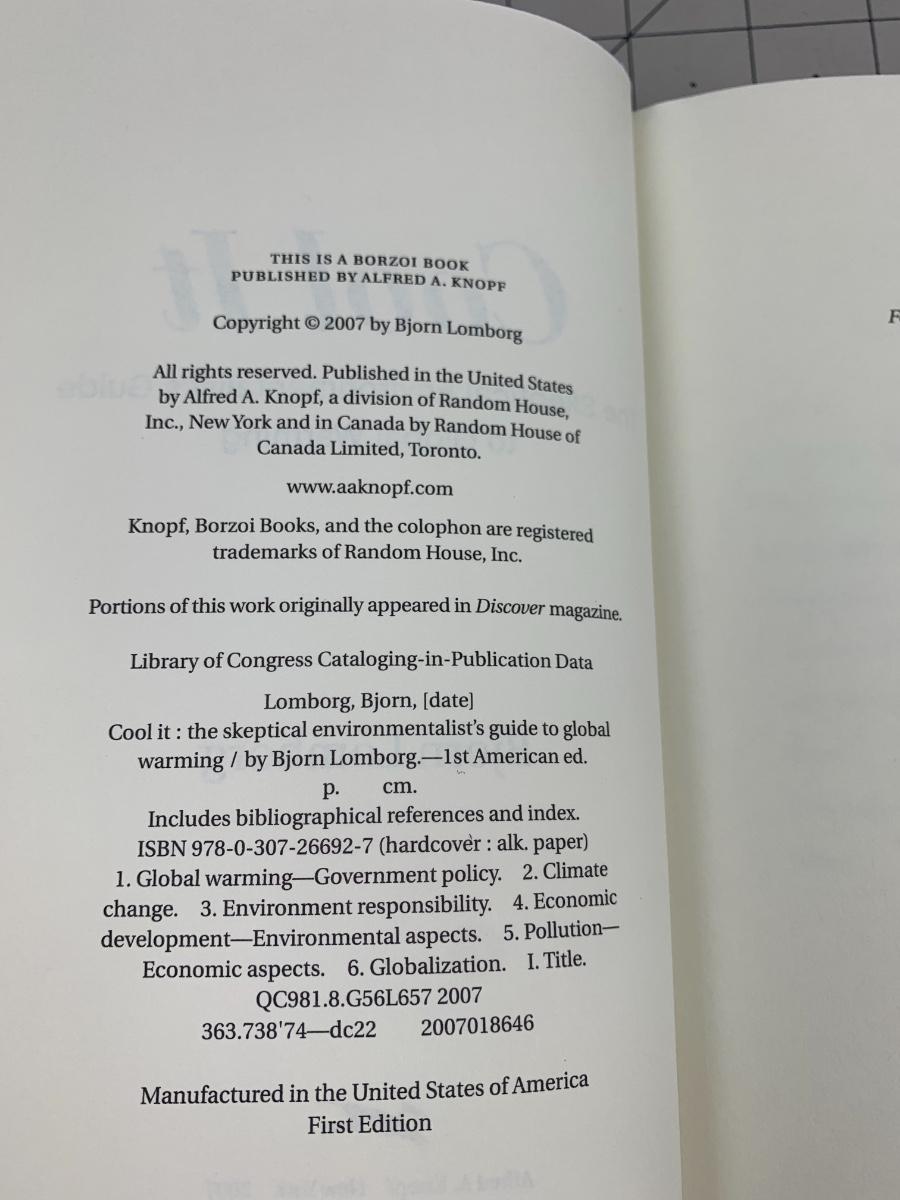 THIS IS A BORZOI BOOK
PUBLISHED BY ALFRED A. KNOPF
Copyright © 2007 by Bjorn Lomborg
All rights reserved. Published in the United States
by Alfred A. Knopf, a division of Random House,
Inc., New York and in Canada by Random House of
Canada Limited, Toronto.
www.aaknopf.com
Knopf, Borzoi Books, and the colophon are registered
trademarks of Random House, Inc.
Portions of this work originally appeared in Discover magazine.
Library of Congress Cataloging-in-Publication Data
Lomborg, Bjorn, [date]
Cool it : the skeptical environmentalist's guide to global
warming / by Bjorn Lomborg.—1st American ed.
p. cm.
Includes bibliographical references and index.
ISBN 978-0-307-26692-7 (hardcover : alk. paper)
1. Global warming—Government policy. 2. Climate
change. 3. Environment responsibility. 4. Economic
development—Environmental aspects. 5. Pollution—
Economic aspects. 6. Globalization. I. Title.
QC981.8.G56L657 2007
363.738'74—dc22 2007018646
Manufactured in the United States of America
First Edition